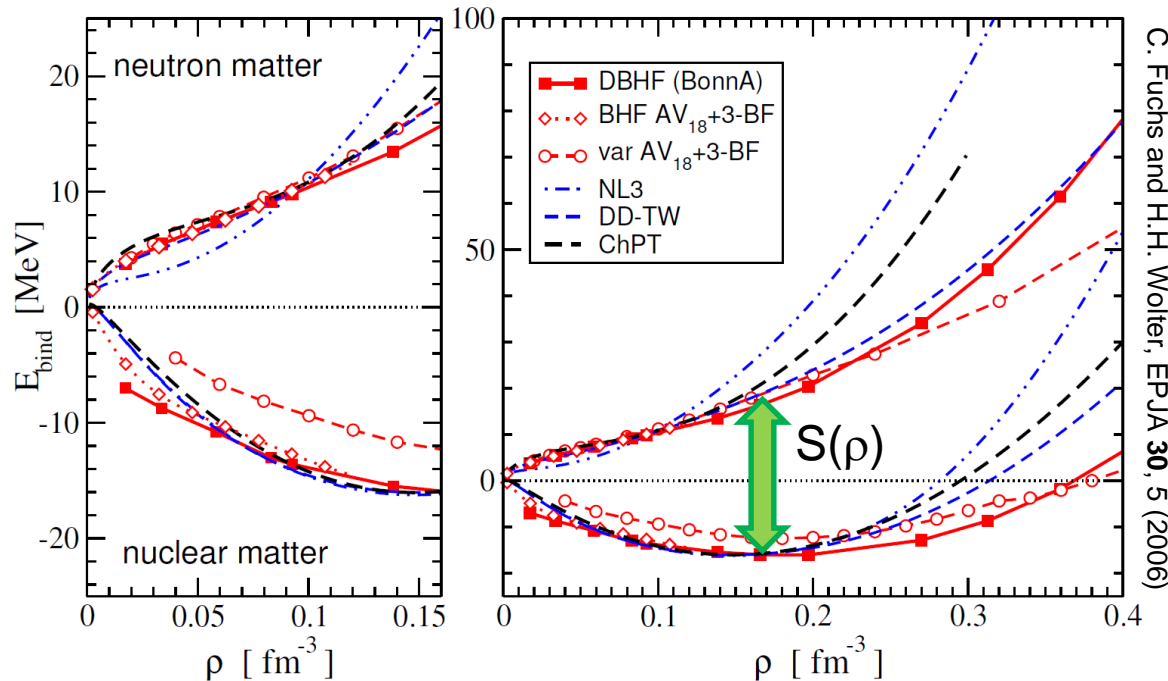 neutron matter
nuclear matter
E_bind [MeV]
20
10
0
-10
-20
0
0.05
0.1
0.15
ρ [ fm^-3 ]
100
50
0
DBHF (BonnA)
BHF AV_18+3-BF
var AV_18+3-BF
NL3
DD-TW
ChPT
S(ρ)
0
0.1
0.2
0.3
0.4
ρ [ fm^-3 ]
C. Fuchs and H.H. Wolter, EPJA 30, 5 (2006)